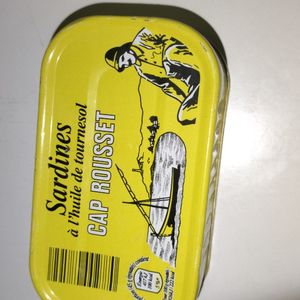 Sardines
à l'huile de tournesol
CAP ROUSSET